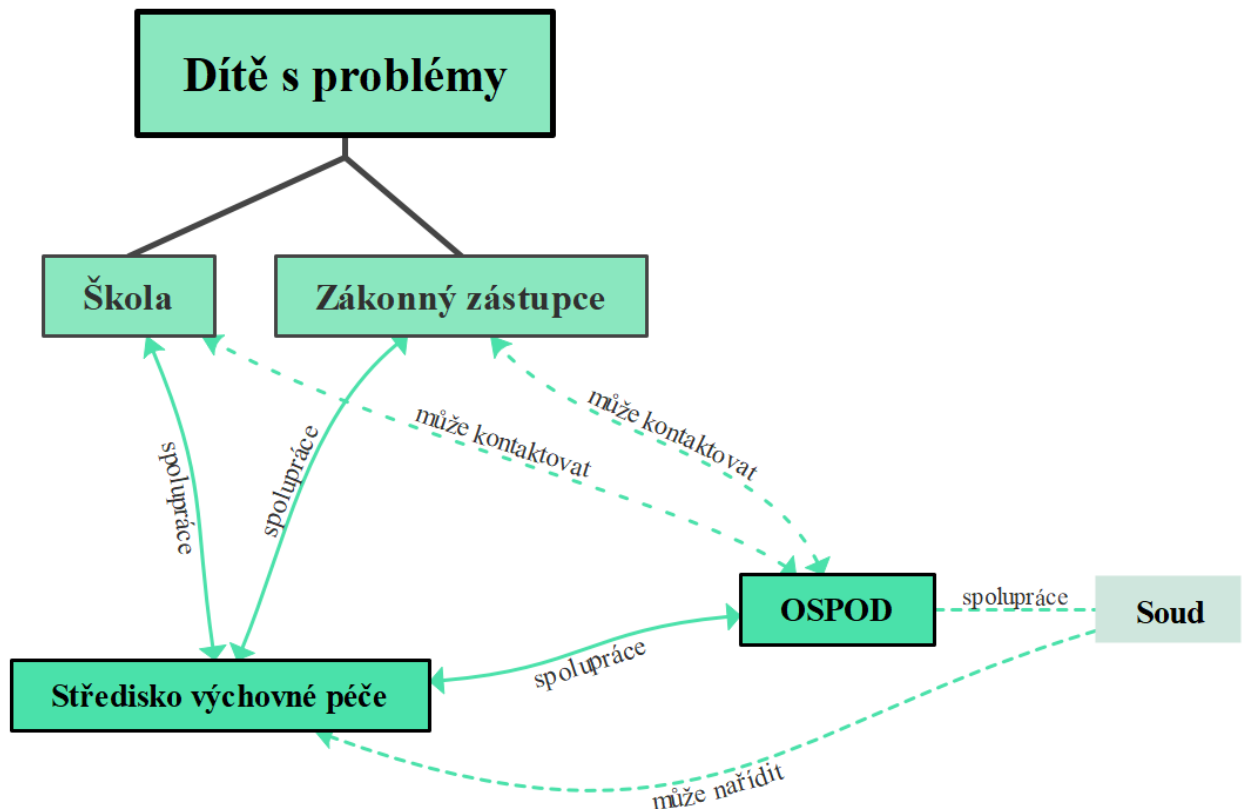 Dítě s problémy
Škola
Zákonný zástupce
může kontaktovat
může kontaktovat
spolupráce
spolupráce
OSPOD
spolupráce
Soud
spolupráce
Středisko výchovné péče
může nařídit